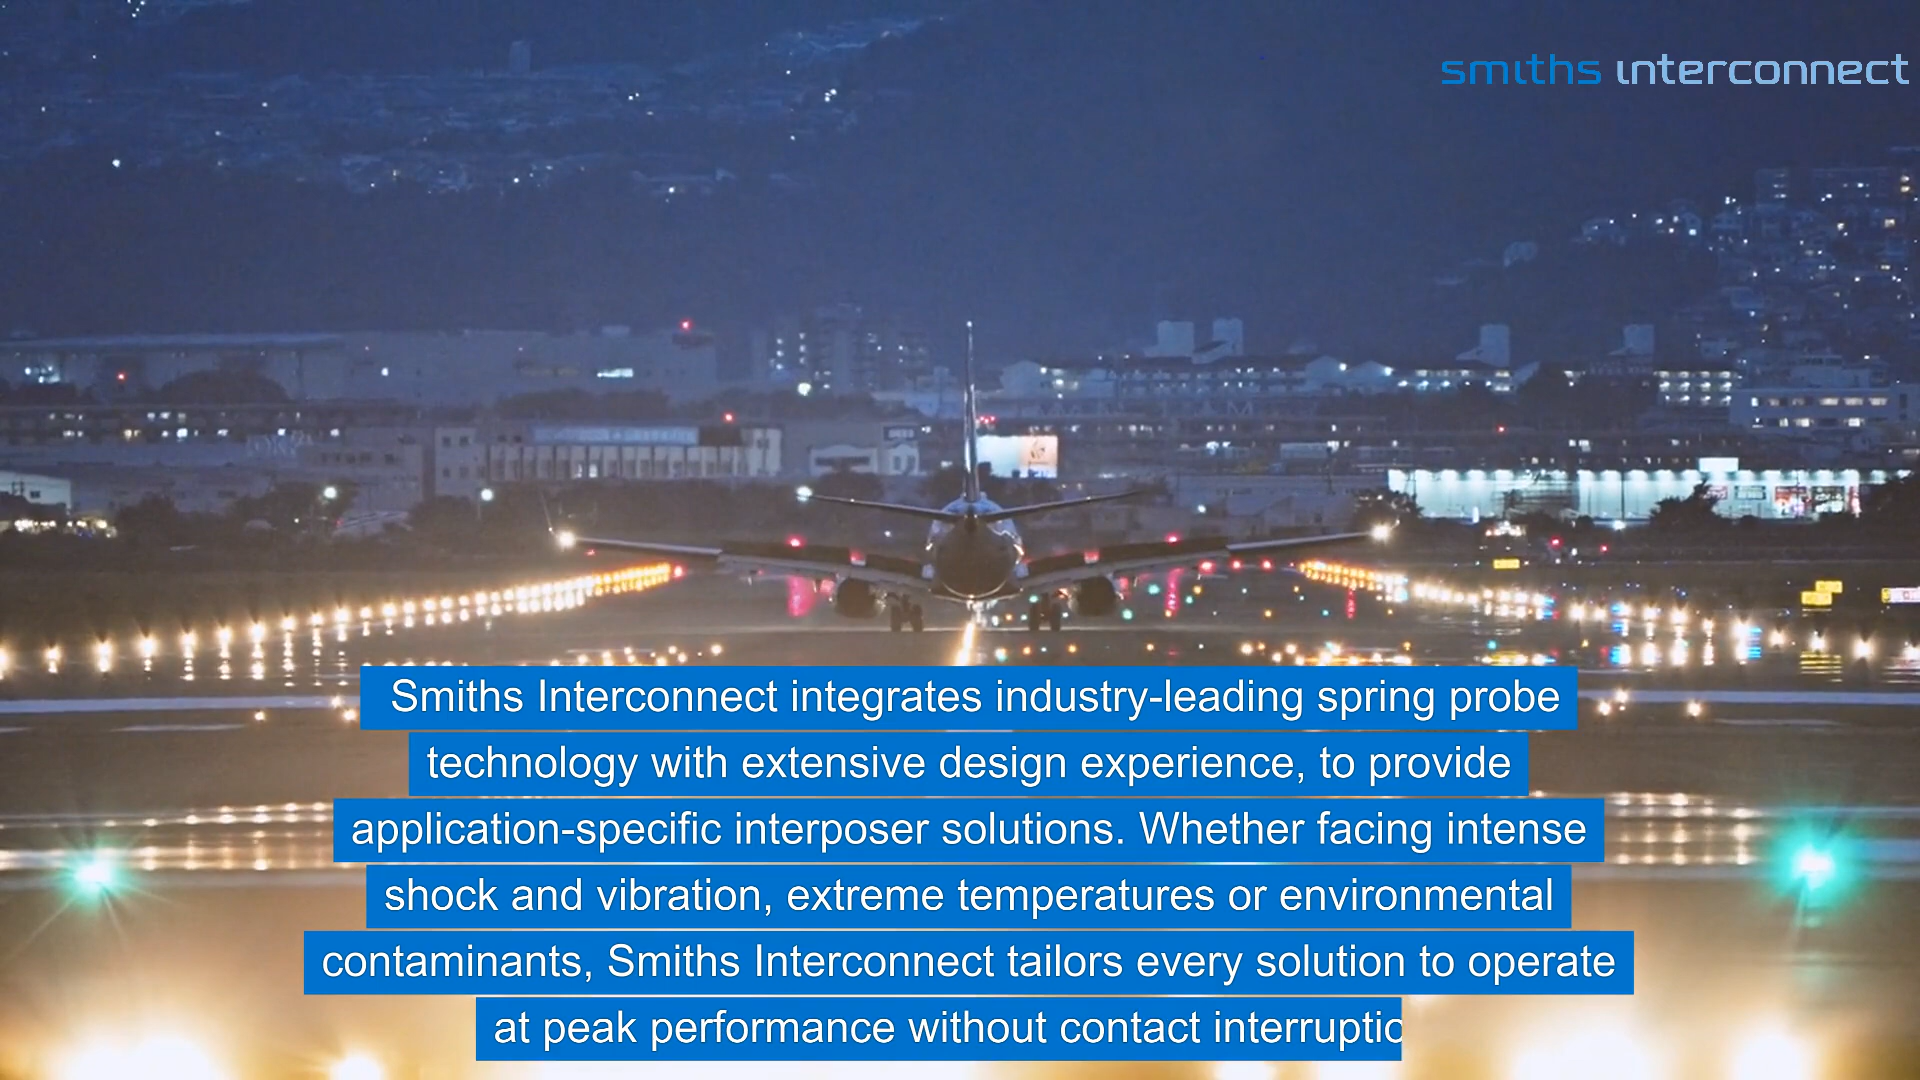 smiths interconnect
Smiths Interconnect integrates industry-leading spring probe
technology with extensive design experience, to provide
application-specific interposer solutions. Whether facing intense
shock and vibration, extreme temperatures or environmental
contaminants, Smiths Interconnect tailors every solution to operate
at peak performance without contact interruptio